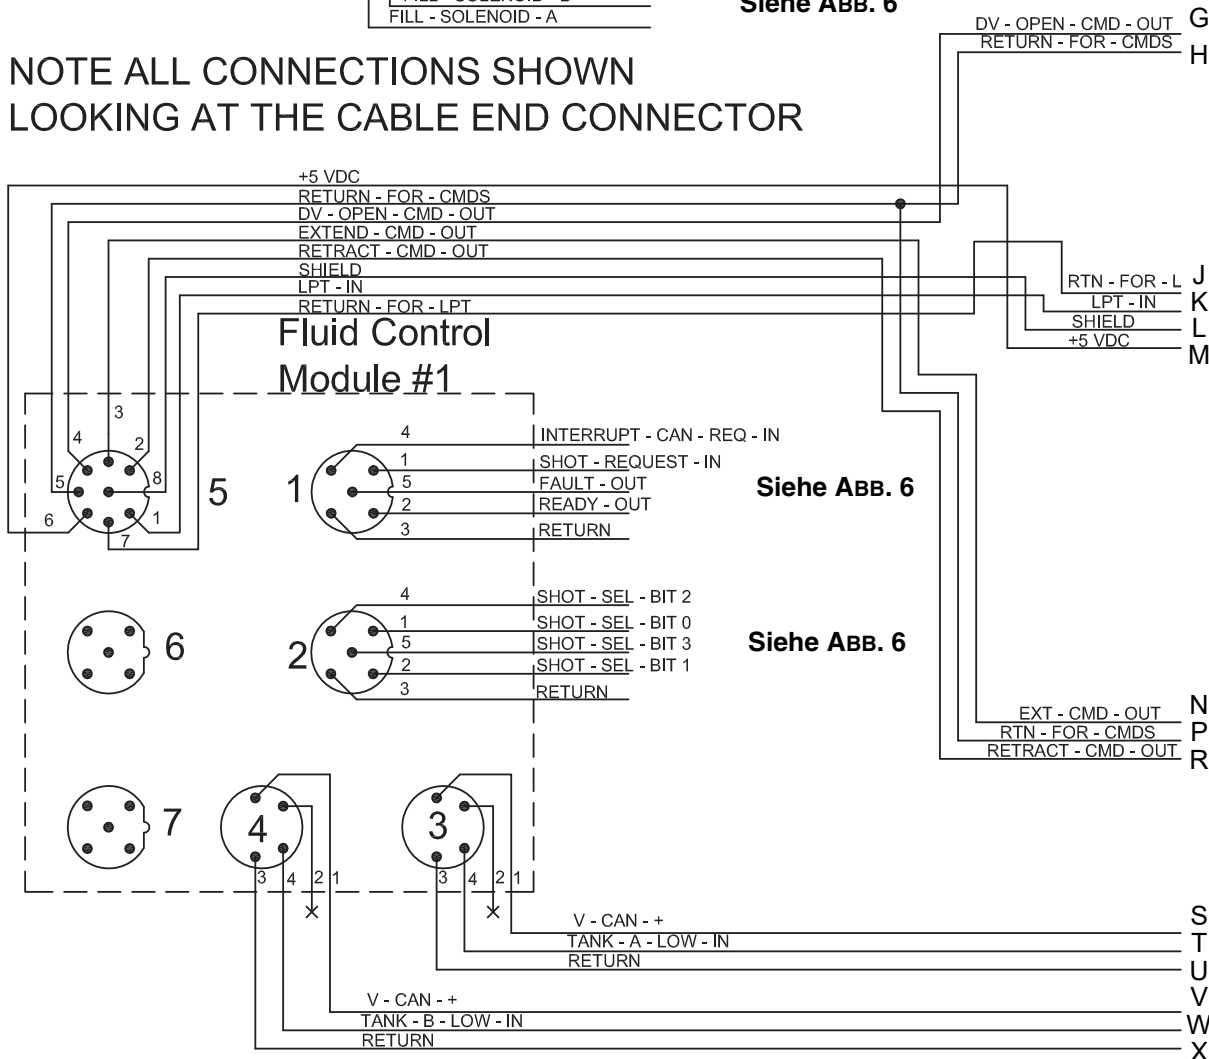 FILL - SOLENOID - B
FILL - SOLENOID - A
Siehe ABB. 6
DV - OPEN - CMD - OUT G
RETURN - FOR - CMDS H
NOTE ALL CONNECTIONS SHOWN
LOOKING AT THE CABLE END CONNECTOR
+5 VDC
RETURN - FOR - CMDS
DV - OPEN - CMD - OUT
EXTEND - CMD - OUT
RETRACT - CMD - OUT
SHIELD
LPT - IN
RETURN - FOR - LPT
RTN - FOR - L J
LPT - IN K
SHIELD L
+5 VDC M
Fluid Control
Module #1
3
4 2
5 8
6 1
7
5
1
4 INTERRUPT - CAN - REQ - IN
1 SHOT - REQUEST - IN
5 FAULT - OUT
2 READY - OUT
3 RETURN
Siehe ABB. 6
6
2
4 SHOT - SEL - BIT 2
1 SHOT - SEL - BIT 0
5 SHOT - SEL - BIT 3
2 SHOT - SEL - BIT 1
3 RETURN
Siehe ABB. 6
EXT - CMD - OUT N
RTN - FOR - CMDS P
RETRACT - CMD - OUT R
7
4
3
3 4 2 1
3 4 2 1
V - CAN - + S
TANK - A - LOW - IN T
RETURN U
V - CAN - + V
TANK - B - LOW - IN W
RETURN X